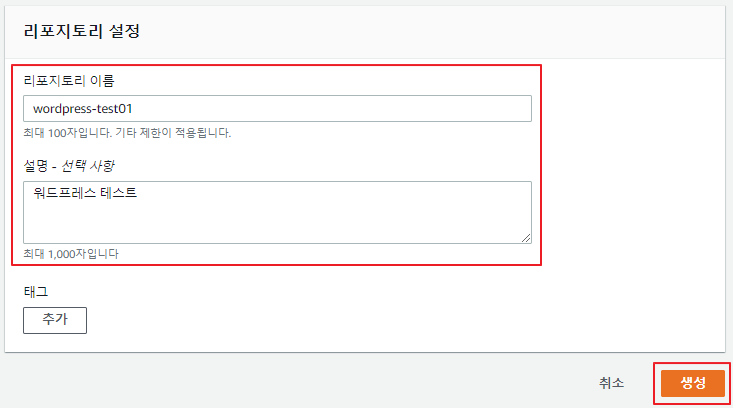 리포지토리 설정
리포지토리 이름
wordpress-test01
최대 100자입니다. 기타 제한이 적용됩니다.
설명 - 선택 사항
워드프레스 테스트
최대 1,000자입니다
태그
추가
취소
생성